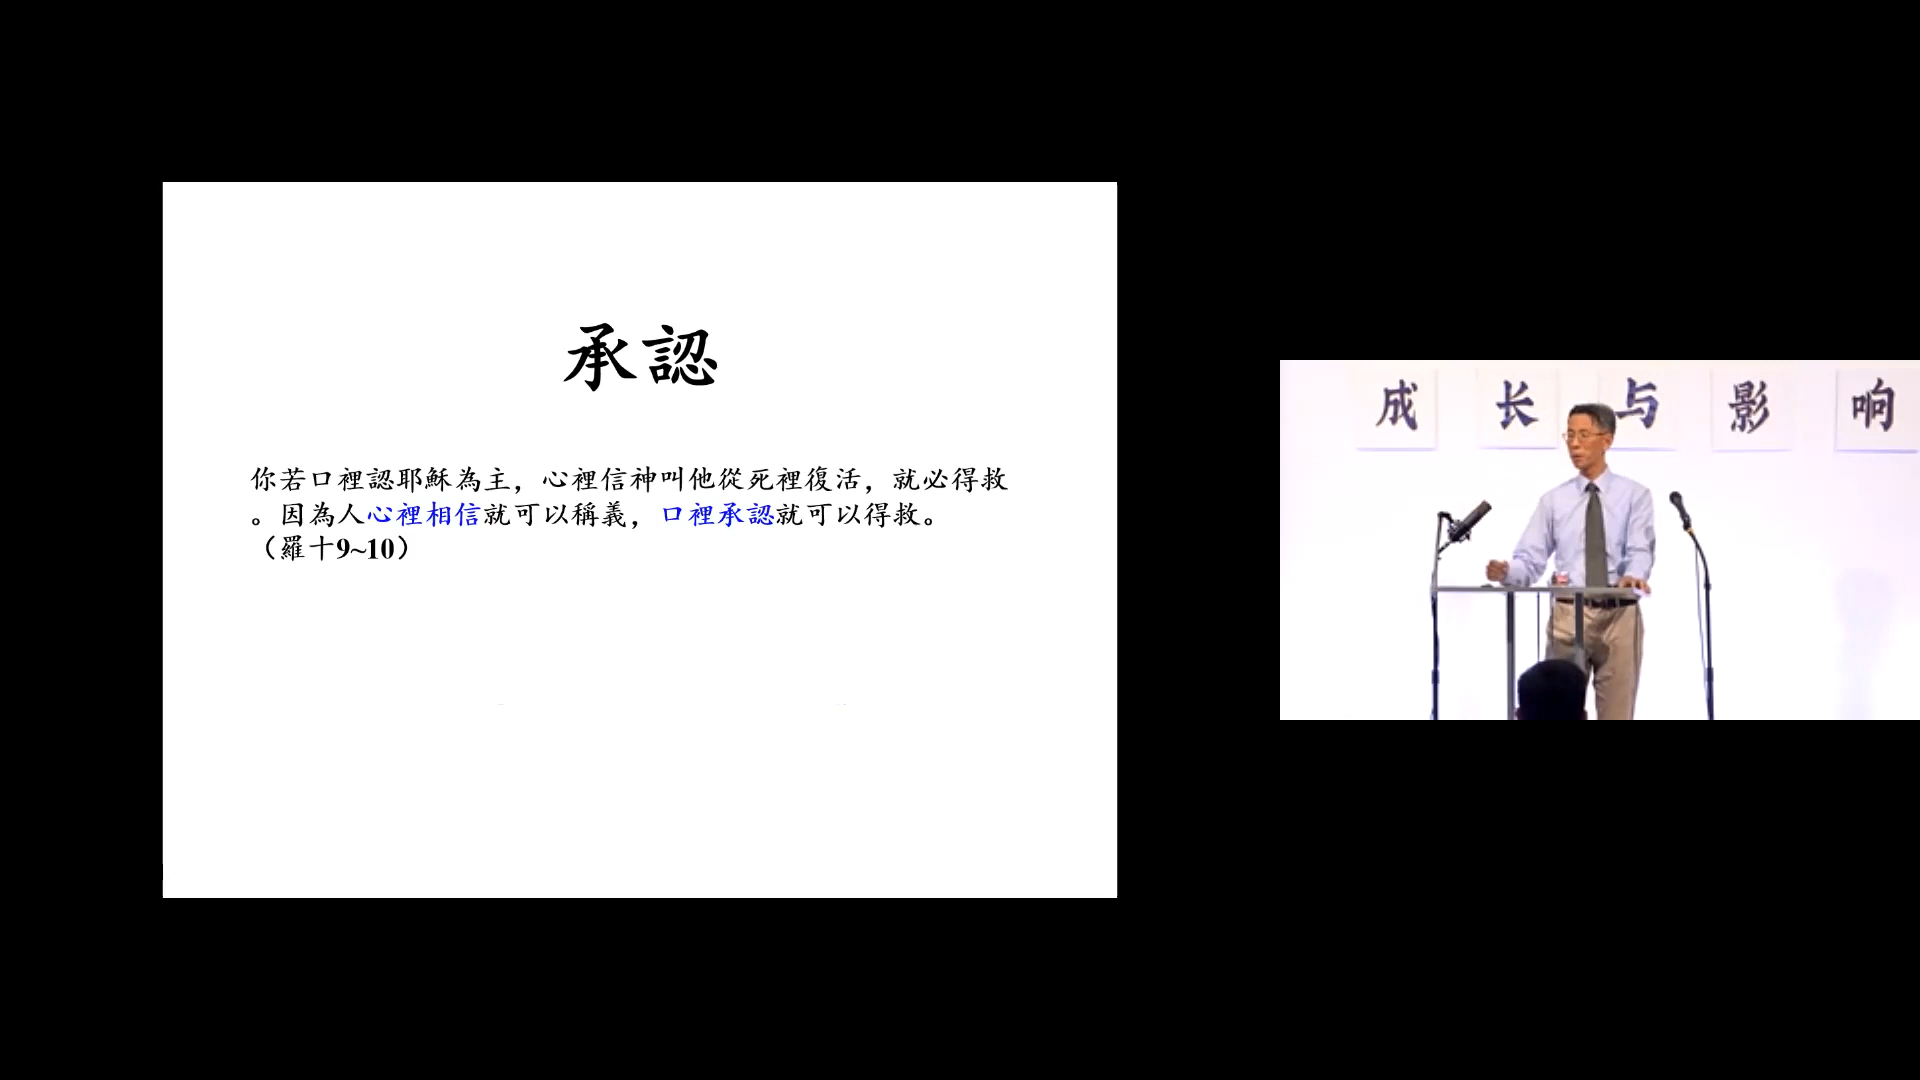 承認
你若口裡認耶穌為主，心裡信神叫他從死裡復活，就必得救
。因為人心裡相信就可以稱義，口裡承認就可以得救。
（羅十9~10）
成长与影响